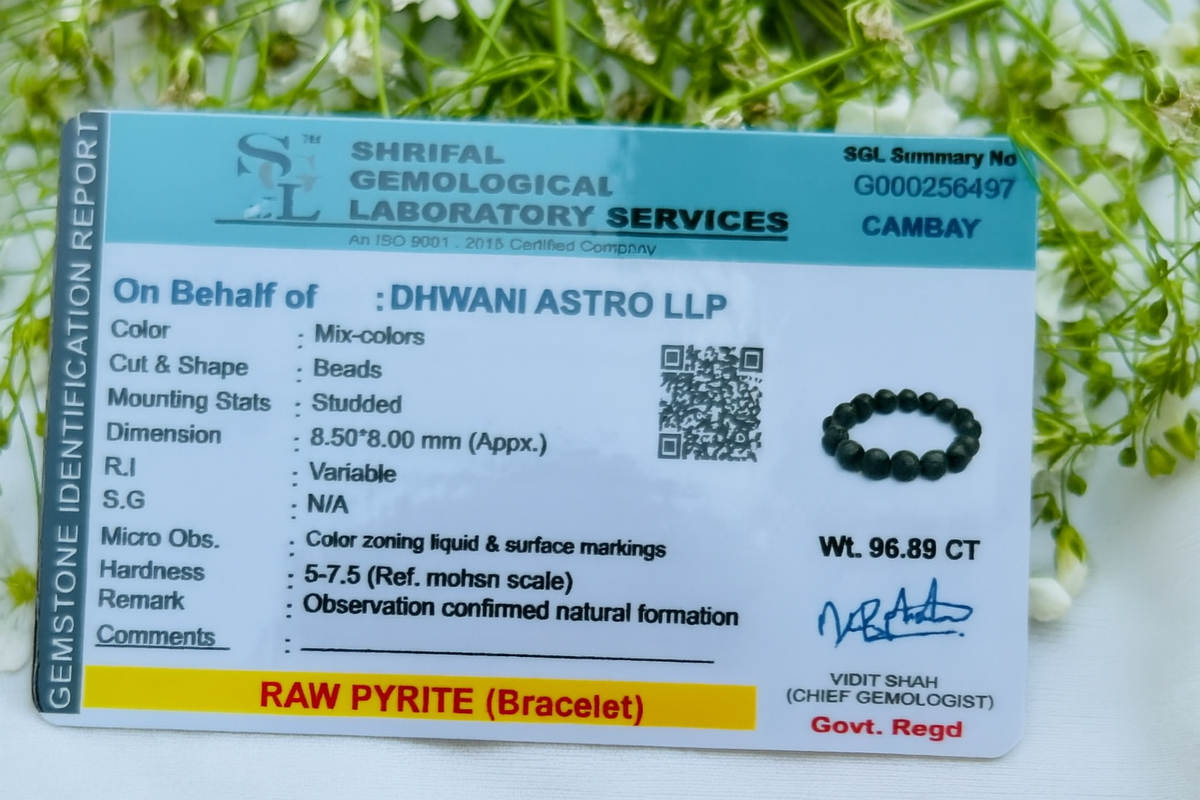 GEMSTONE IDENTIFICATION REPORT
SGL ™
SHRIFAL
GEMOLOGICAL
LABORATORY SERVICES
An ISO 9001 . 2015 Certified Company
SGL Summary No
G000256497
CAMBAY
On Behalf of : DHWANI ASTRO LLP
Color : Mix-colors
Cut & Shape : Beads
Mounting Stats : Studded
Dimension : 8.50*8.00 mm (Appx.)
R.I : Variable
S.G : N/A
Micro Obs. : Color zoning liquid & surface markings
Hardness : 5-7.5 (Ref. mohsn scale)
Remark : Observation confirmed natural formation
Comments :
RAW PYRITE (Bracelet)
Wt. 96.89 CT
VIDIT SHAH
(CHIEF GEMOLOGIST)
Govt. Regd